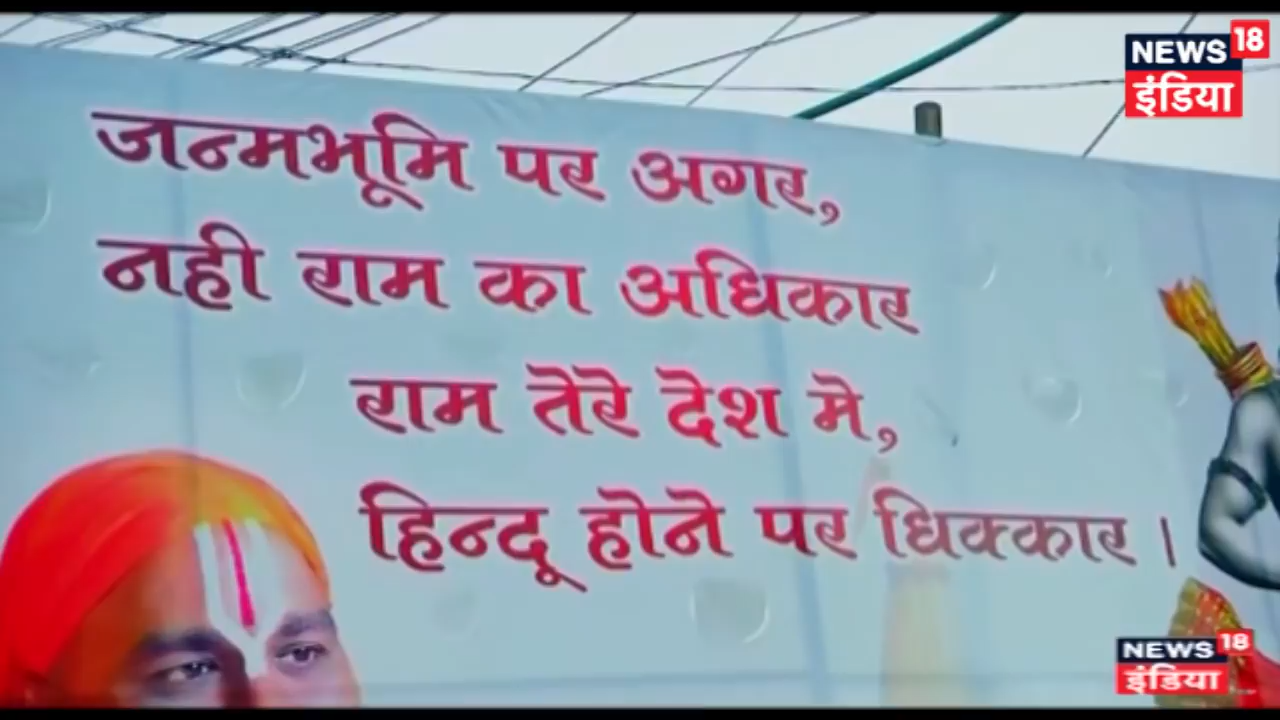 NEWS 18
इंडिया
जन्मभूमि पर अगर,
नही राम का अधिकार
राम तेरे देश मे,
हिन्दू होने पर धिक्कार ।
NEWS 18
इंडिया